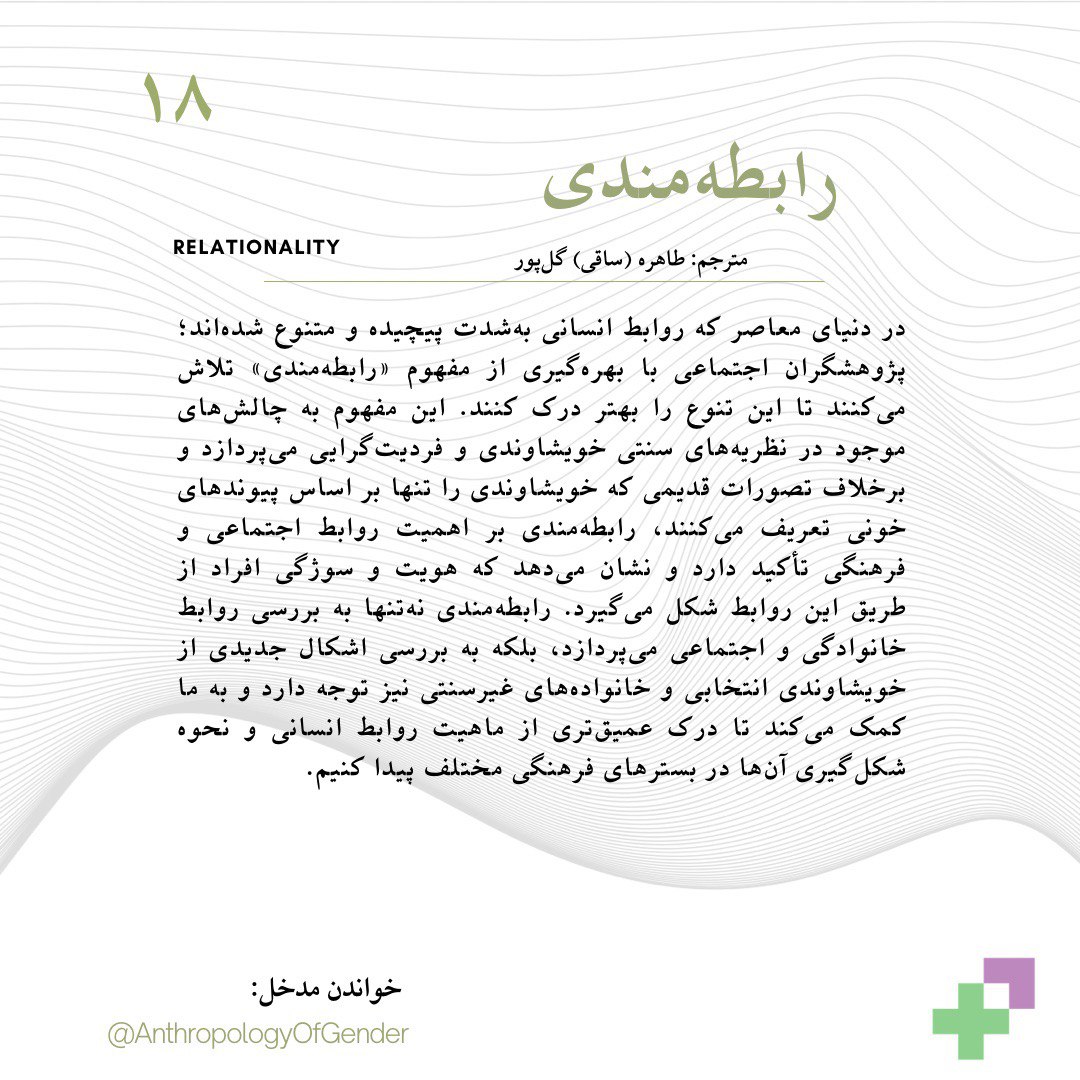 ۱۸
رابطه‌مندی
RELATIONALITY
مترجم: طاهره (ساقی) گل‌پور
در دنیای معاصر که روابط انسانی به‌شدت پیچیده و متنوع شده‌اند؛
پژوهشگران اجتماعی با بهره‌گیری از مفهوم «رابطه‌مندی» تلاش
می‌کنند تا این تنوع را بهتر درک کنند. این مفهوم به چالش‌های
موجود در نظریه‌های سنتی خویشاوندی و فردیت‌گرایی می‌پردازد و
برخلاف تصورات قدیمی که خویشاوندی را تنها بر اساس پیوندهای
خونی تعریف می‌کنند، رابطه‌مندی بر اهمیت روابط اجتماعی و
فرهنگی تأکید دارد و نشان می‌دهد که هویت و سوژگی افراد از
طریق این روابط شکل می‌گیرد. رابطه‌مندی نه‌تنها به بررسی روابط
خانوادگی و اجتماعی می‌پردازد، بلکه به بررسی اشکال جدیدی از
خویشاوندی انتخابی و خانواده‌های غیرسنتی نیز توجه دارد و به ما
کمک می‌کند تا درک عمیق‌تری از ماهیت روابط انسانی و نحوه
شکل‌گیری آن‌ها در بسترهای فرهنگی مختلف پیدا کنیم.
خواندن مدخل:
@AnthropologyOfGender